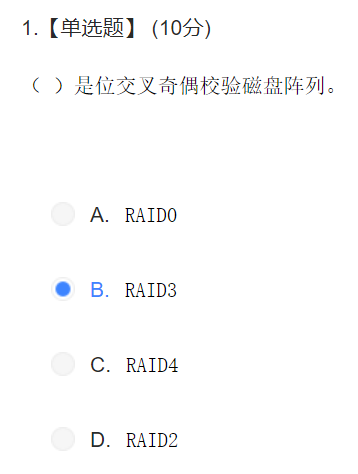 1.【单选题】 (10分)
（ ）是位交叉奇偶校验磁盘阵列。
A. RAID0
B. RAID3
C. RAID4
D. RAID2